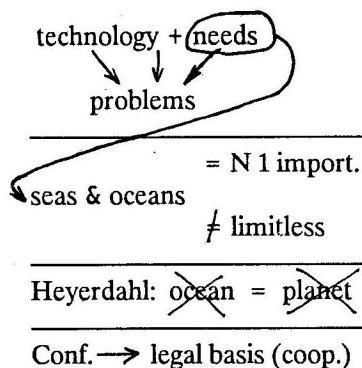 technology + needs
problems
= N 1 import.
seas & oceans
≠ limitless
Heyerdahl: ocean = planet
Conf. → legal basis (coop.)